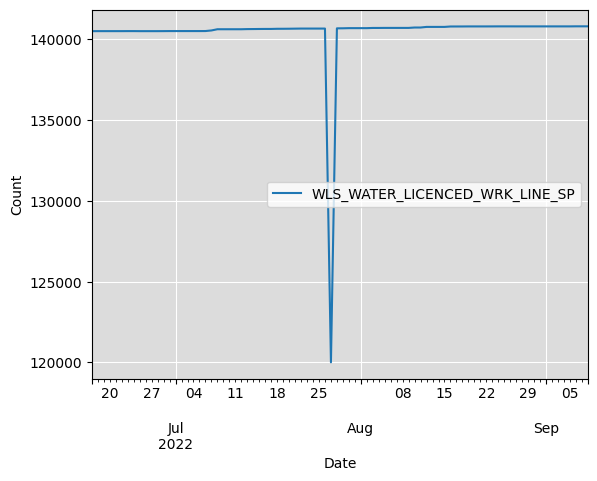 140000
135000
130000
125000
120000
Count
WLS_WATER_LICENCED_WRK_LINE_SP
20 27 04 11 18 25 08 15 22 29 05
Jul Aug Sep
2022
Date